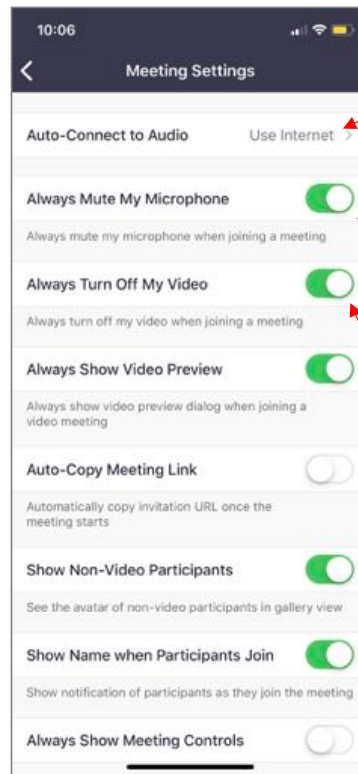 10:06
Meeting Settings
Auto-Connect to Audio Use Internet
Always Mute My Microphone
Always mute my microphone when joining a meeting
Always Turn Off My Video
Always turn off my video when joining a meeting
Always Show Video Preview
Always show video preview dialog when joining a
video meeting
Auto-Copy Meeting Link
Automatically copy invitation URL once the
meeting starts
Show Non-Video Participants
See the avatar of non-video participants in gallery view
Show Name when Participants Join
Show notification of participants as they join the meeting
Always Show Meeting Controls